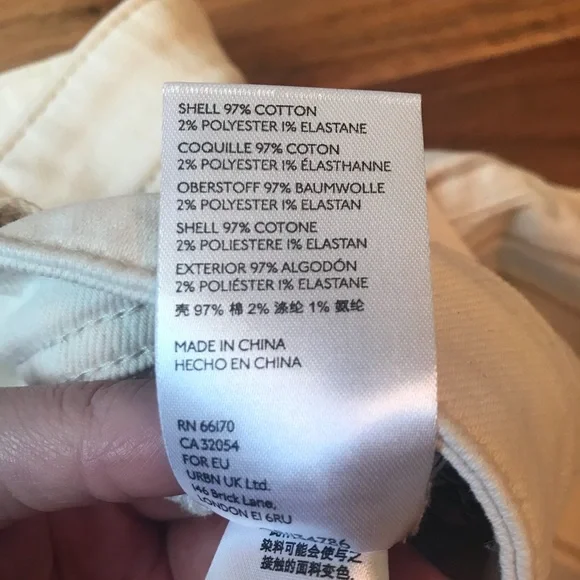 SHELL 97% COTTON
2% POLYESTER 1% ELASTANE
COQUILLE 97% COTON
2% POLYESTER 1% ÉLASTHANNE
OBERSTOFF 97% BAUMWOLLE
2% POLYESTER 1% ELASTAN
SHELL 97% COTONE
2% POLIESTERE 1% ELASTAN
EXTERIOR 97% ALGODÓN
2% POLIÉSTER 1% ELASTANE
壳 97% 棉 2% 涤纶 1% 氨纶
MADE IN CHINA
HECHO EN CHINA
RN 66170
CA 32054
FOR EU
URBN UK Ltd.
146 Brick Lane,
LONDON E1 6RU
染料可能会使与之
接触的面料变色